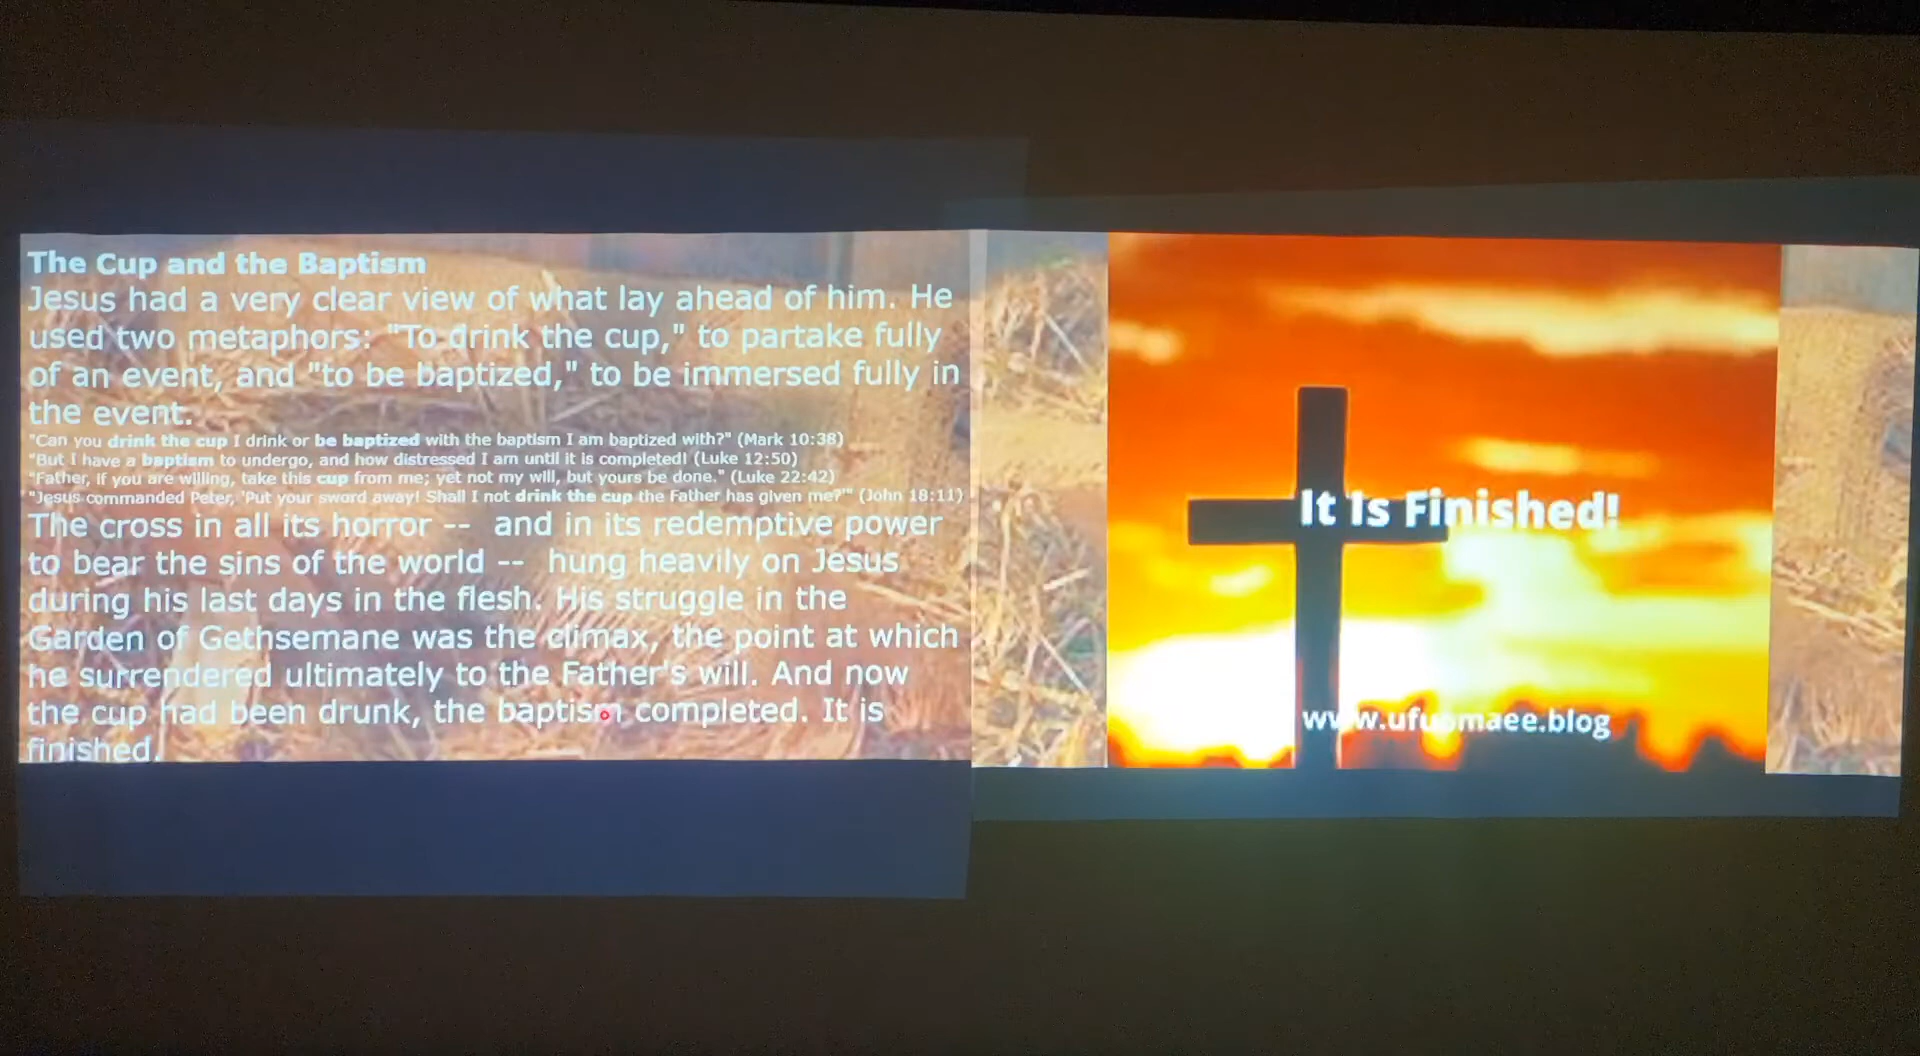 The Cup and the Baptism
Jesus had a very clear view of what lay ahead of him. He
used two metaphors: "To drink the cup," to partake fully
of an event, and "to be baptized," to be immersed fully in
the event.
"Can you drink the cup I drink or be baptized with the baptism I am baptized with?" (Mark 10:38)
"But I have a baptism to undergo, and how distressed I am until it is completed! (Luke 12:50)
"Father, if you are willing, take this cup from me; yet not my will, but yours be done." (Luke 22:42)
"Jesus commanded Peter, 'Put your sword away! Shall I not drink the cup the Father has given me?'" (John 18:11)
The cross in all its horror -- and in its redemptive power
to bear the sins of the world -- hung heavily on Jesus
during his last days in the flesh. His struggle in the
Garden of Gethsemane was the climax, the point at which
he surrendered ultimately to the Father's will. And now
the cup had been drunk, the baptism completed. It is
finished.
It Is Finished!
www.ufuomaee.blog